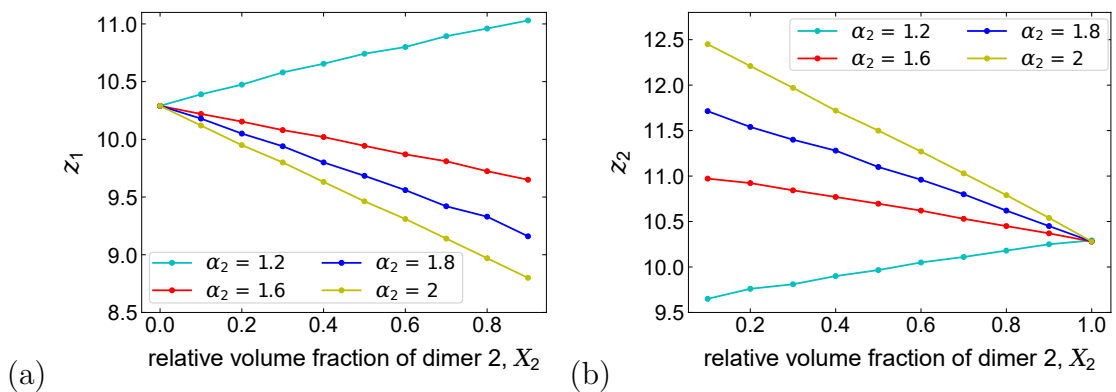 11.0
10.5
10.0
9.5
9.0
8.5
z₁
α₂ = 1.2
α₂ = 1.6
α₂ = 1.8
α₂ = 2
0.0 0.2 0.4 0.6 0.8
relative volume fraction of dimer 2, X₂
(a)
12.5
12.0
11.5
11.0
10.5
10.0
9.5
z₂
α₂ = 1.2
α₂ = 1.6
α₂ = 1.8
α₂ = 2
0.2 0.4 0.6 0.8 1.0
relative volume fraction of dimer 2, X₂
(b)